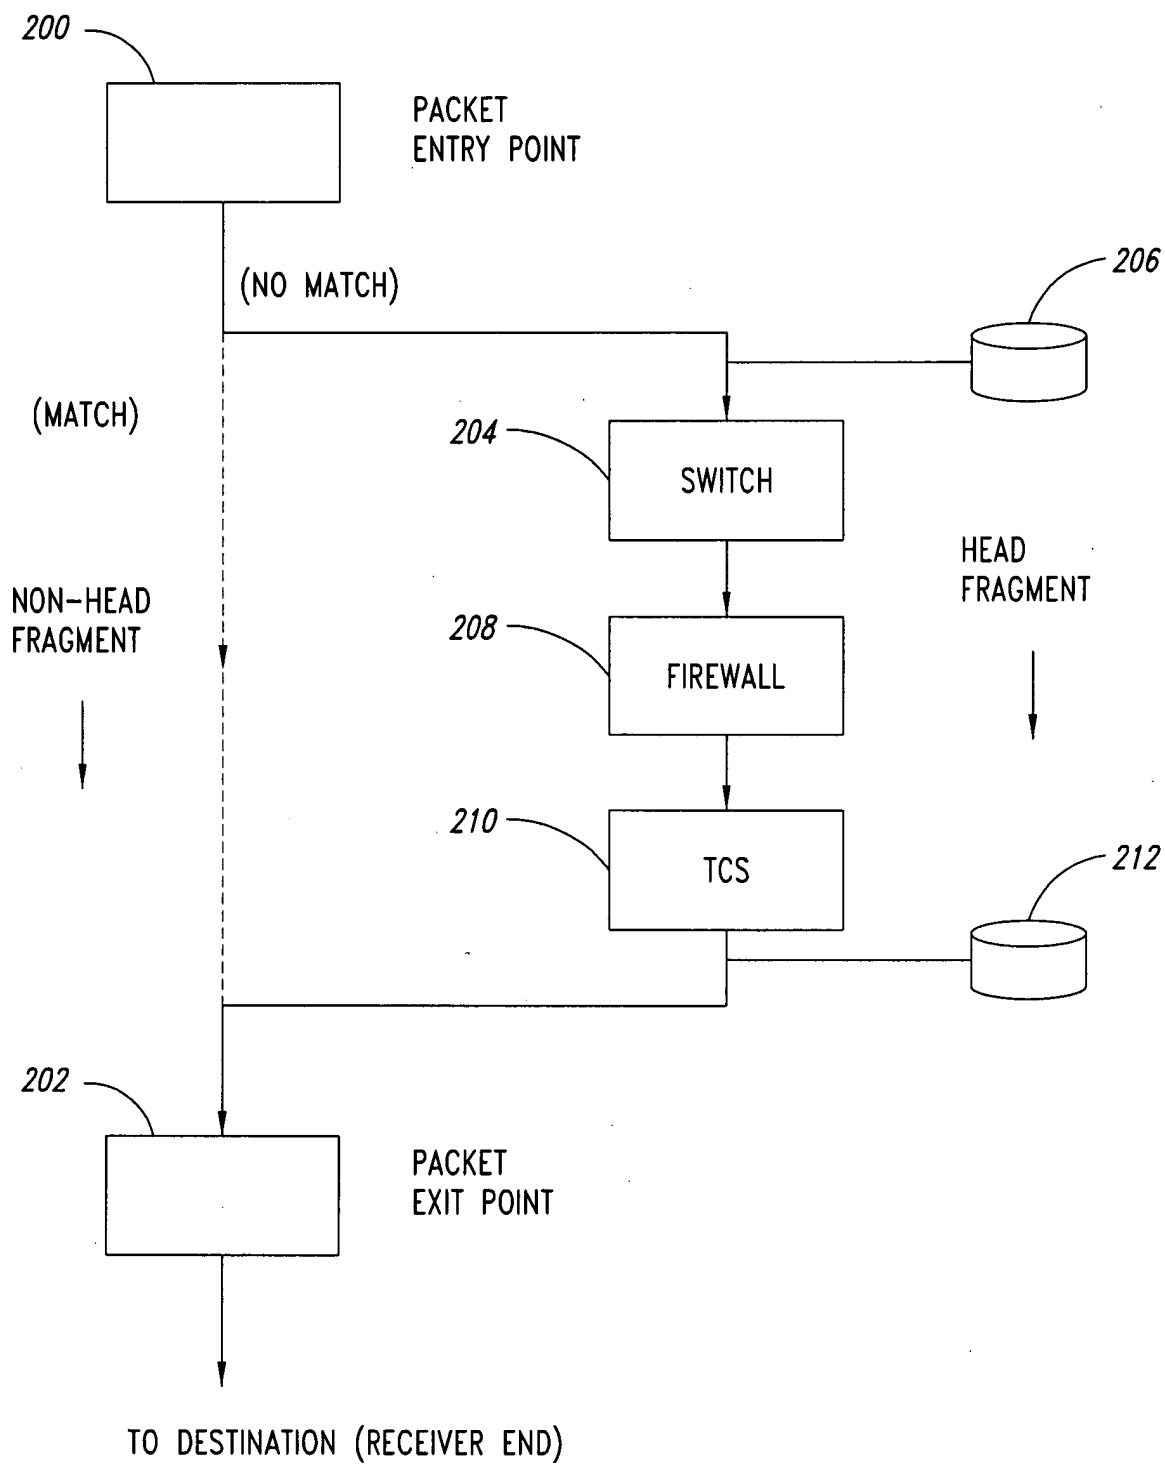 200
PACKET
ENTRY POINT
(NO MATCH)
206
(MATCH)
204
SWITCH
HEAD
FRAGMENT
NON-HEAD
FRAGMENT
208
FIREWALL
210
TCS
212
202
PACKET
EXIT POINT
TO DESTINATION (RECEIVER END)